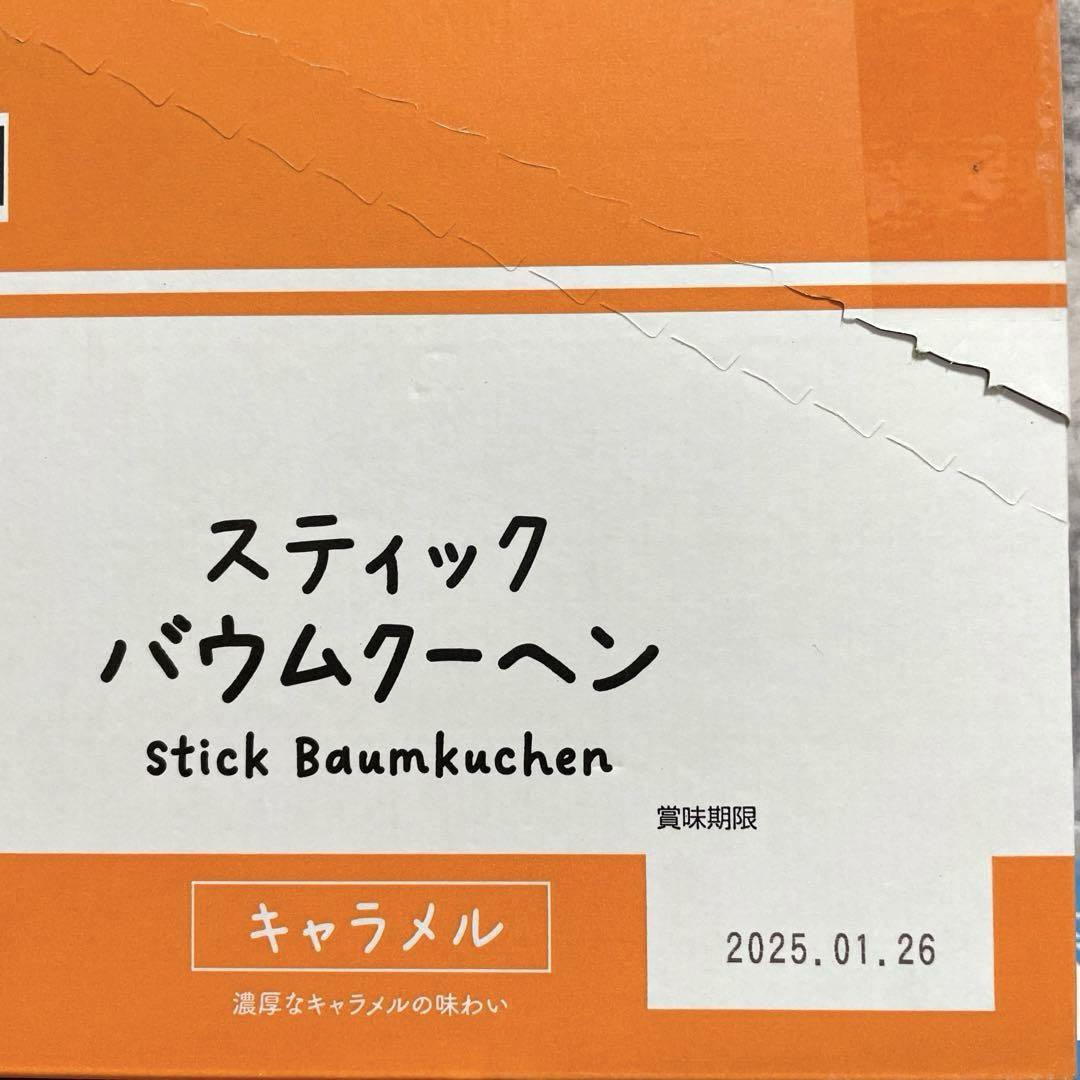 スティック
バウムクーヘン
Stick Baumkuchen
賞味期限
キャラメル
2025.01.26
濃厚なキャラメルの味わい